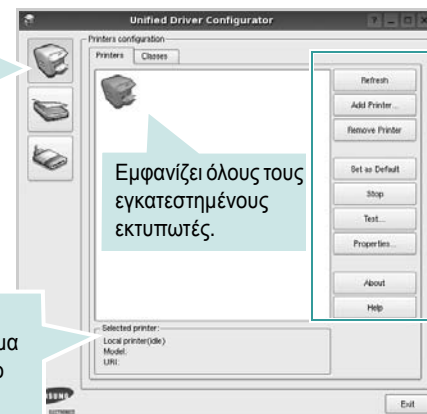 Unified Driver Configurator
Printers configuration
Printers
Classes
Refresh
Add Printer...
Remove Printer
Set as Default
Stop
Test...
Properties...
About
Help
Εμφανίζει όλους τους
εγκατεστημένους
εκτυπωτές.
Selected printer:
Local printer(idle)
Model:
URI:
Exit